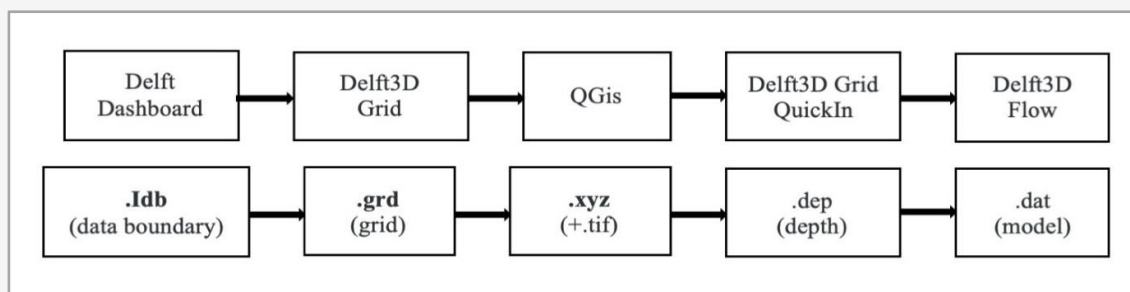 Delft
Dashboard
Delft3D
Grid
QGis
Delft3D Grid
QuickIn
Delft3D
Flow
.Idb
(data boundary)
.grd
(grid)
.xyz
(+.tif)
.dep
(depth)
.dat
(model)